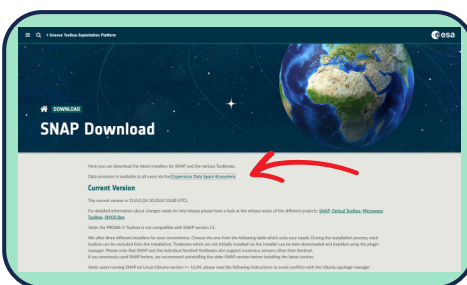 • Science Toolbox Exploitation Platform
esa
DOWNLOAD
SNAP Download
Here you can download the latest installers for SNAP and the various Toolboxes.
Data provision is available to all users via the Copernicus Data Space Ecosystem.
Current Version
The current version is 11.0.0 (03.10.2024 13:00 UTC).
For detailed information about changes made for this release please have a look at the release notes of the different projects: SNAP, Optical Toolbox, Microwave
Toolbox, SMOS Box
Note: the PROBA-V Toolbox is not compatible with SNAP version 11.
We offer three different installers for your convenience. Choose the one from the following table which suits your needs. During the installation process, each
toolbox can be excluded from the installation. Toolboxes which are not initially installed via the installer can be later downloaded and installed using the plugin
manager. Please note that SNAP and the individual Sentinel Toolboxes also support numerous sensors other than Sentinel.
If you previously used SNAP before, we recommend uninstalling the older SNAP version before installing the latest version.
Note: users running SNAP on Linux/Ubuntu version >= 16.04, please read the following instructions to avoid conflicts with the Ubuntu package manager